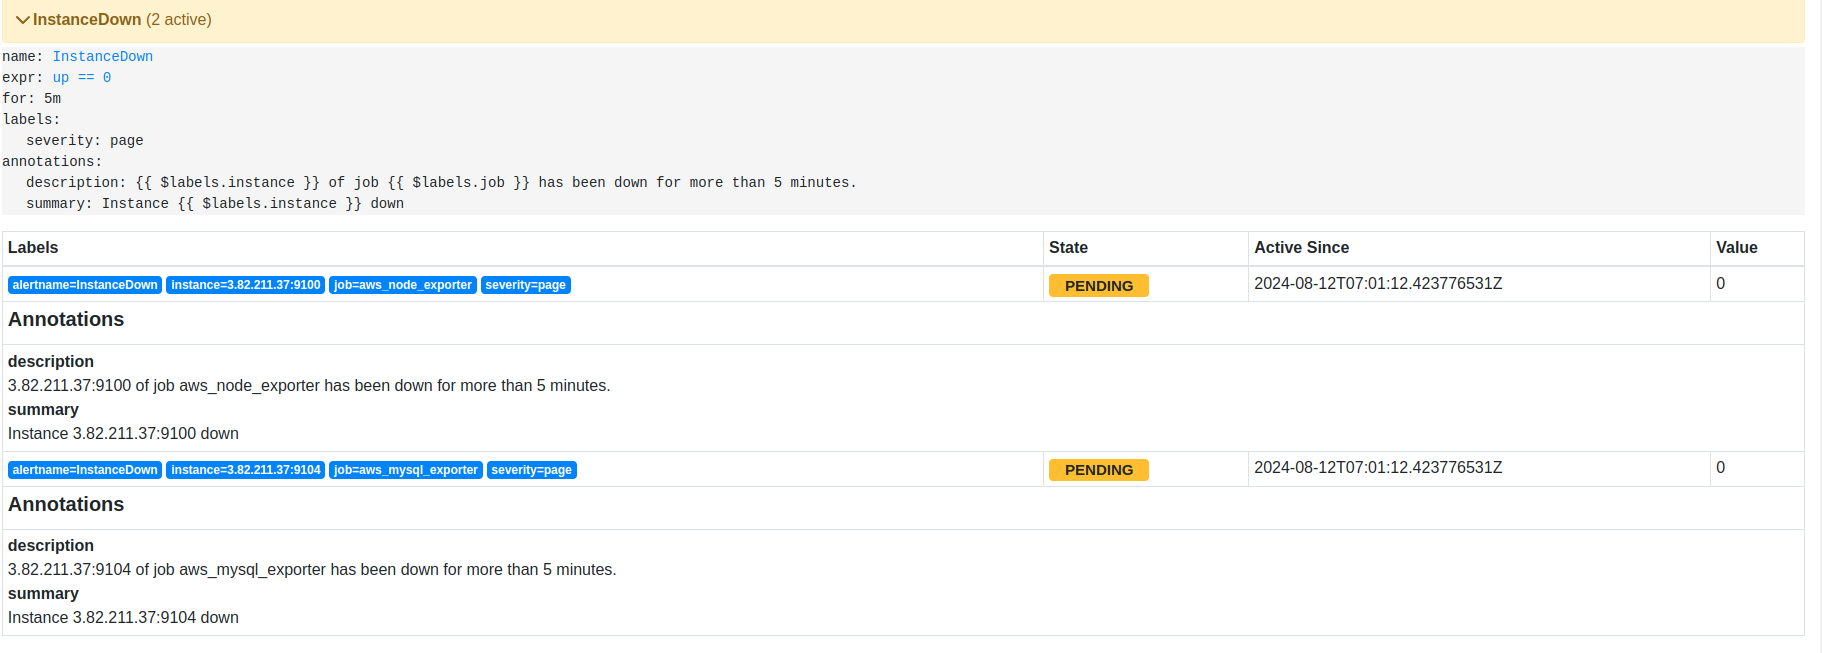 InstanceDown (2 active)
name: InstanceDown
expr: up == 0
for: 5m
labels:
severity: page
annotations:
description: {{ $labels.instance }} of job {{ $labels.job }} has been down for more than 5 minutes.
summary: Instance {{ $labels.instance }} down
Labels State Active Since Value
alertname=InstanceDown instance=3.82.211.37:9100 job=aws_node_exporter severity=page PENDING 2024-08-12T07:01:12.423776531Z 0
Annotations
description
3.82.211.37:9100 of job aws_node_exporter has been down for more than 5 minutes.
summary
Instance 3.82.211.37:9100 down
alertname=InstanceDown instance=3.82.211.37:9104 job=aws_mysql_exporter severity=page PENDING 2024-08-12T07:01:12.423776531Z 0
Annotations
description
3.82.211.37:9104 of job aws_mysql_exporter has been down for more than 5 minutes.
summary
Instance 3.82.211.37:9104 down